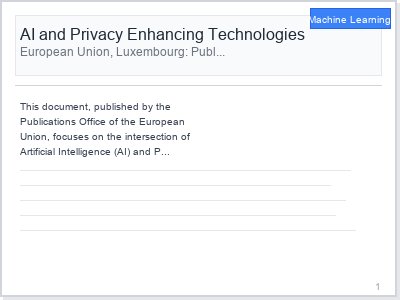 Machine Learning
AI and Privacy Enhancing Technologies
European Union, Luxembourg: Publ...
This document, published by the
Publications Office of the European
Union, focuses on the intersection of
Artificial Intelligence (AI) and P...
1